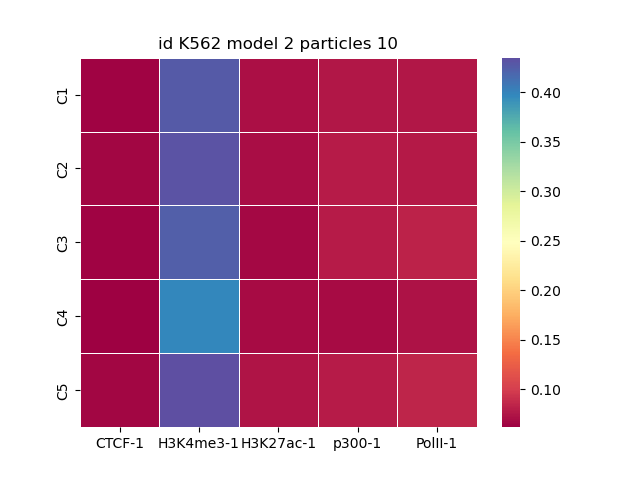 id K562 model 2 particles 10
C1
C2
C3
C4
C5
CTCF-1 H3K4me3-1 H3K27ac-1 p300-1 PolII-1
0.40
0.35
0.30
0.25
0.20
0.15
0.10